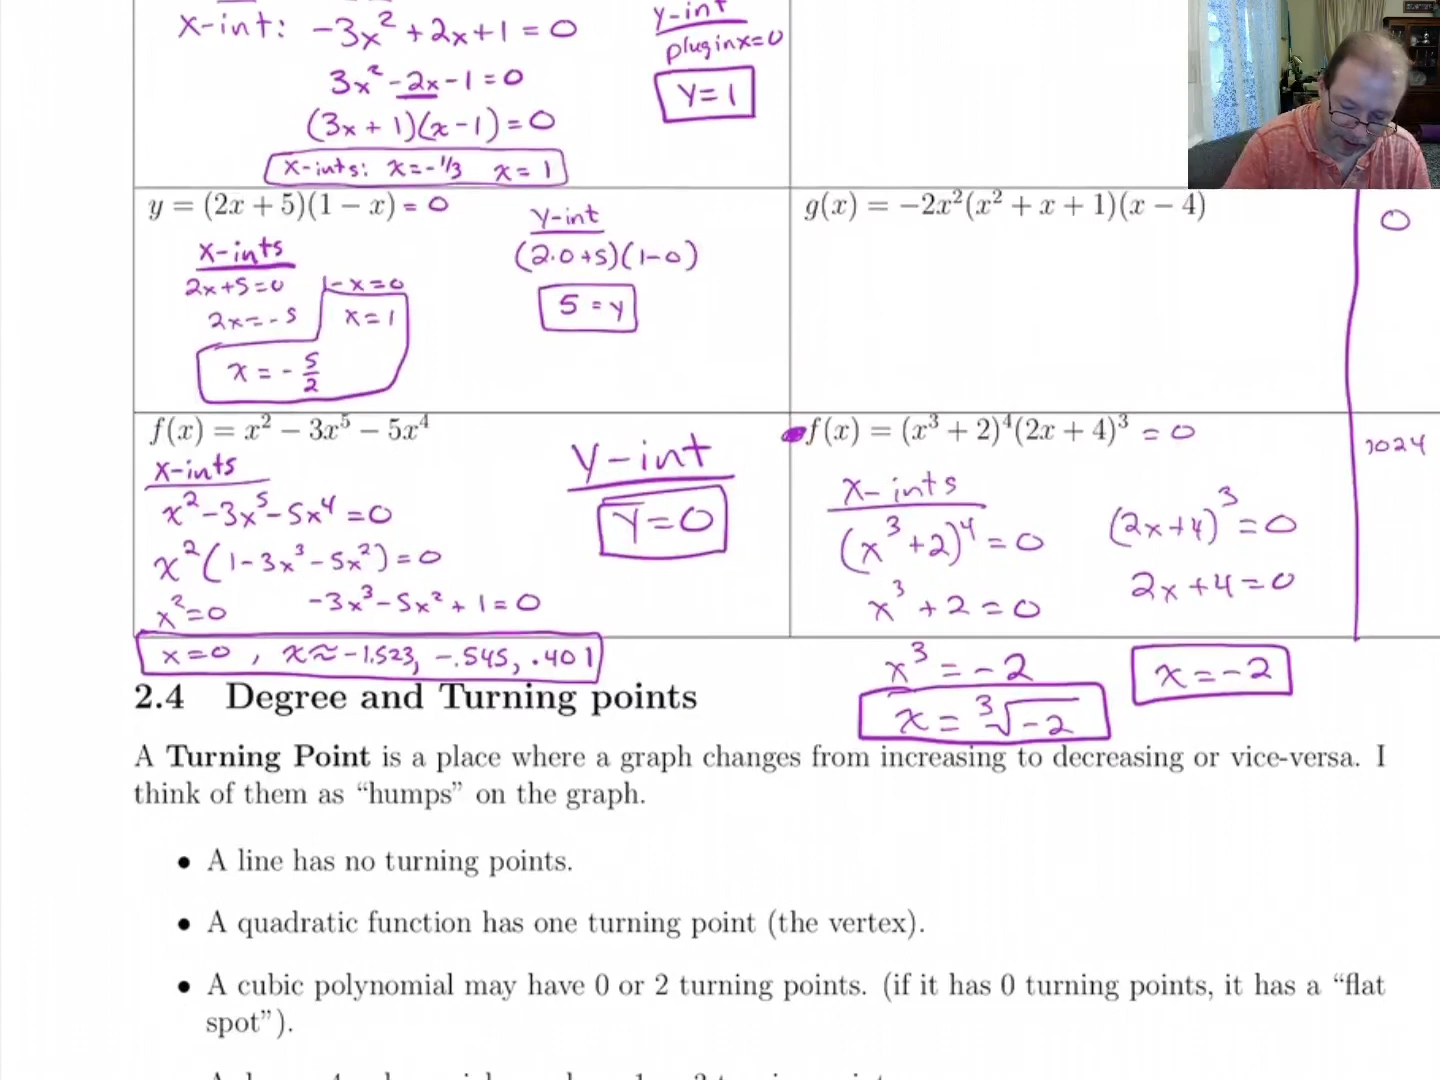 x-int: -3x² + 2x + 1 = 0
3x² - 2x - 1 = 0
(3x + 1)(x - 1) = 0
x-ints: x = -1/3 x = 1
y-int
plug in x=0
y = 1
y = (2x + 5)(1 − x) = 0
x-ints
2x+5=0 1-x=0
2x = -5 x = 1
x = - 5/2
y-int
(2·0+5)(1-0)
5 = y
g(x) = −2x²(x² + x + 1)(x − 4)
0
f(x) = x² − 3x⁵ − 5x⁴
x-ints
x² - 3x⁵ - 5x⁴ = 0
x²(1 - 3x³ - 5x²) = 0
x² = 0 -3x³ - 5x² + 1 = 0
x = 0 , x ≈ -1.523, -.545, .401
y-int
y = 0
f(x) = (x³ + 2)⁴(2x + 4)³ = 0
1024
x-ints
(x³ + 2)⁴ = 0 (2x+4)³ = 0
x³ + 2 = 0 2x + 4 = 0
x³ = -2 x = -2
x = ³√-2
2.4 Degree and Turning points
A Turning Point is a place where a graph changes from increasing to decreasing or vice-versa. I
think of them as “humps” on the graph.
• A line has no turning points.
• A quadratic function has one turning point (the vertex).
• A cubic polynomial may have 0 or 2 turning points. (if it has 0 turning points, it has a “flat
spot”).